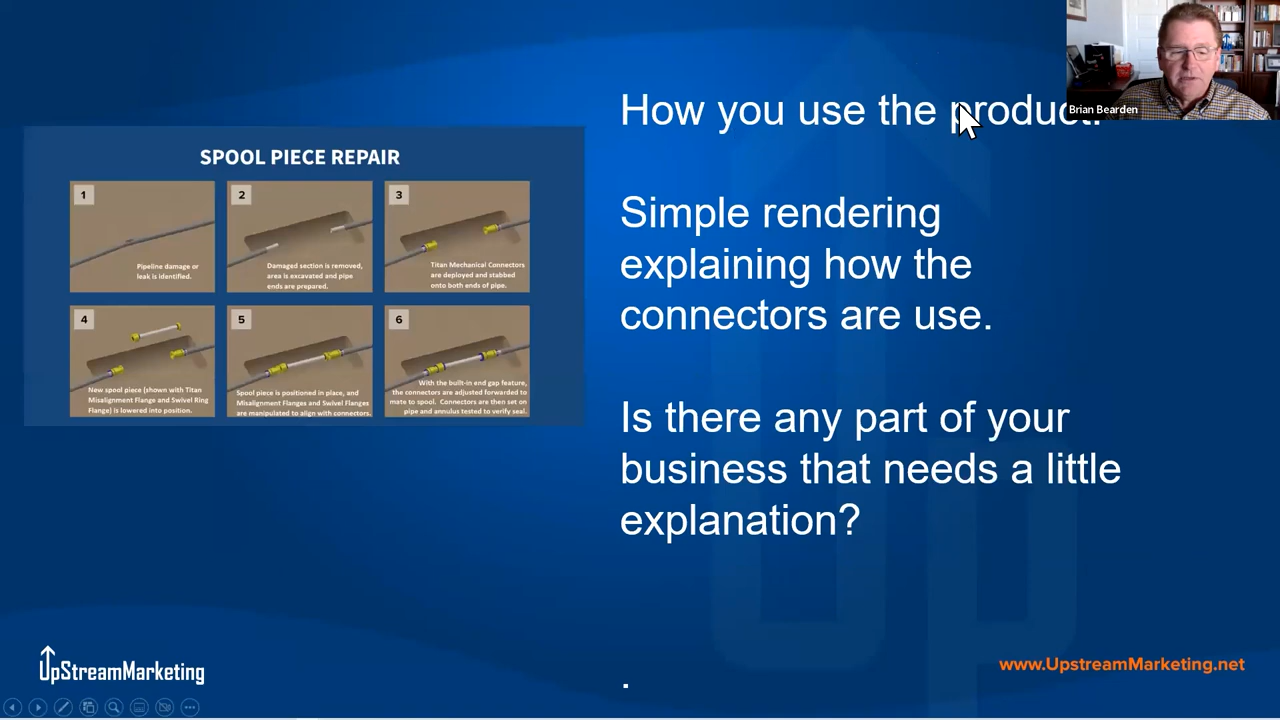 How you use the product.
Brian Bearden
SPOOL PIECE REPAIR
1
Pipeline damage or
leak is identified.
2
Damaged section is removed,
area is excavated and pipe
ends are prepared.
3
Titan Mechanical Connectors
are deployed and stabbed
onto both ends of pipe.
4
New spool piece (shown with Titan
Misalignment Flange and Swivel Ring
Flange) is lowered into position.
5
Spool piece is positioned in place, and
Misalignment Flanges and Swivel Flanges
are manipulated to align with connectors.
6
With the built-in end gap feature,
the connectors are adjusted forwarded to
mate to spool. Connectors are then set on
pipe and annulus tested to verify seal.
Simple rendering
explaining how the
connectors are use.
Is there any part of your
business that needs a little
explanation?
UpStreamMarketing
www.UpstreamMarketing.net
.